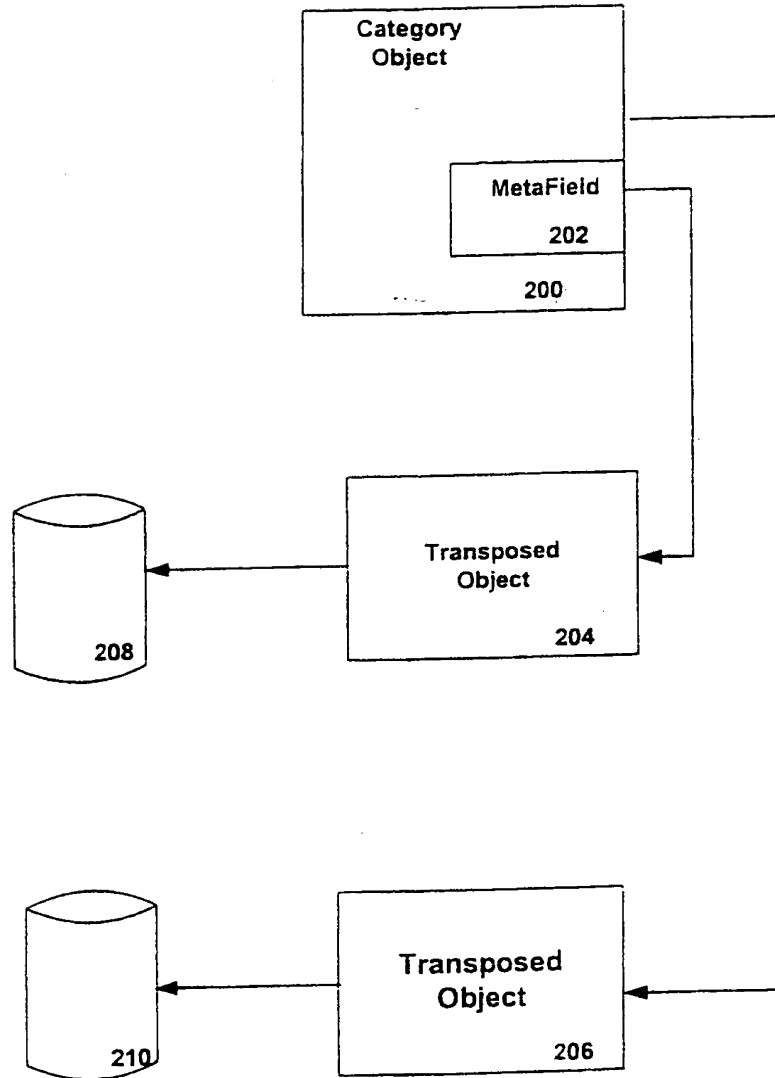 Category
Object
MetaField
202
200
Transposed
Object
204
208
Transposed
Object
206
210